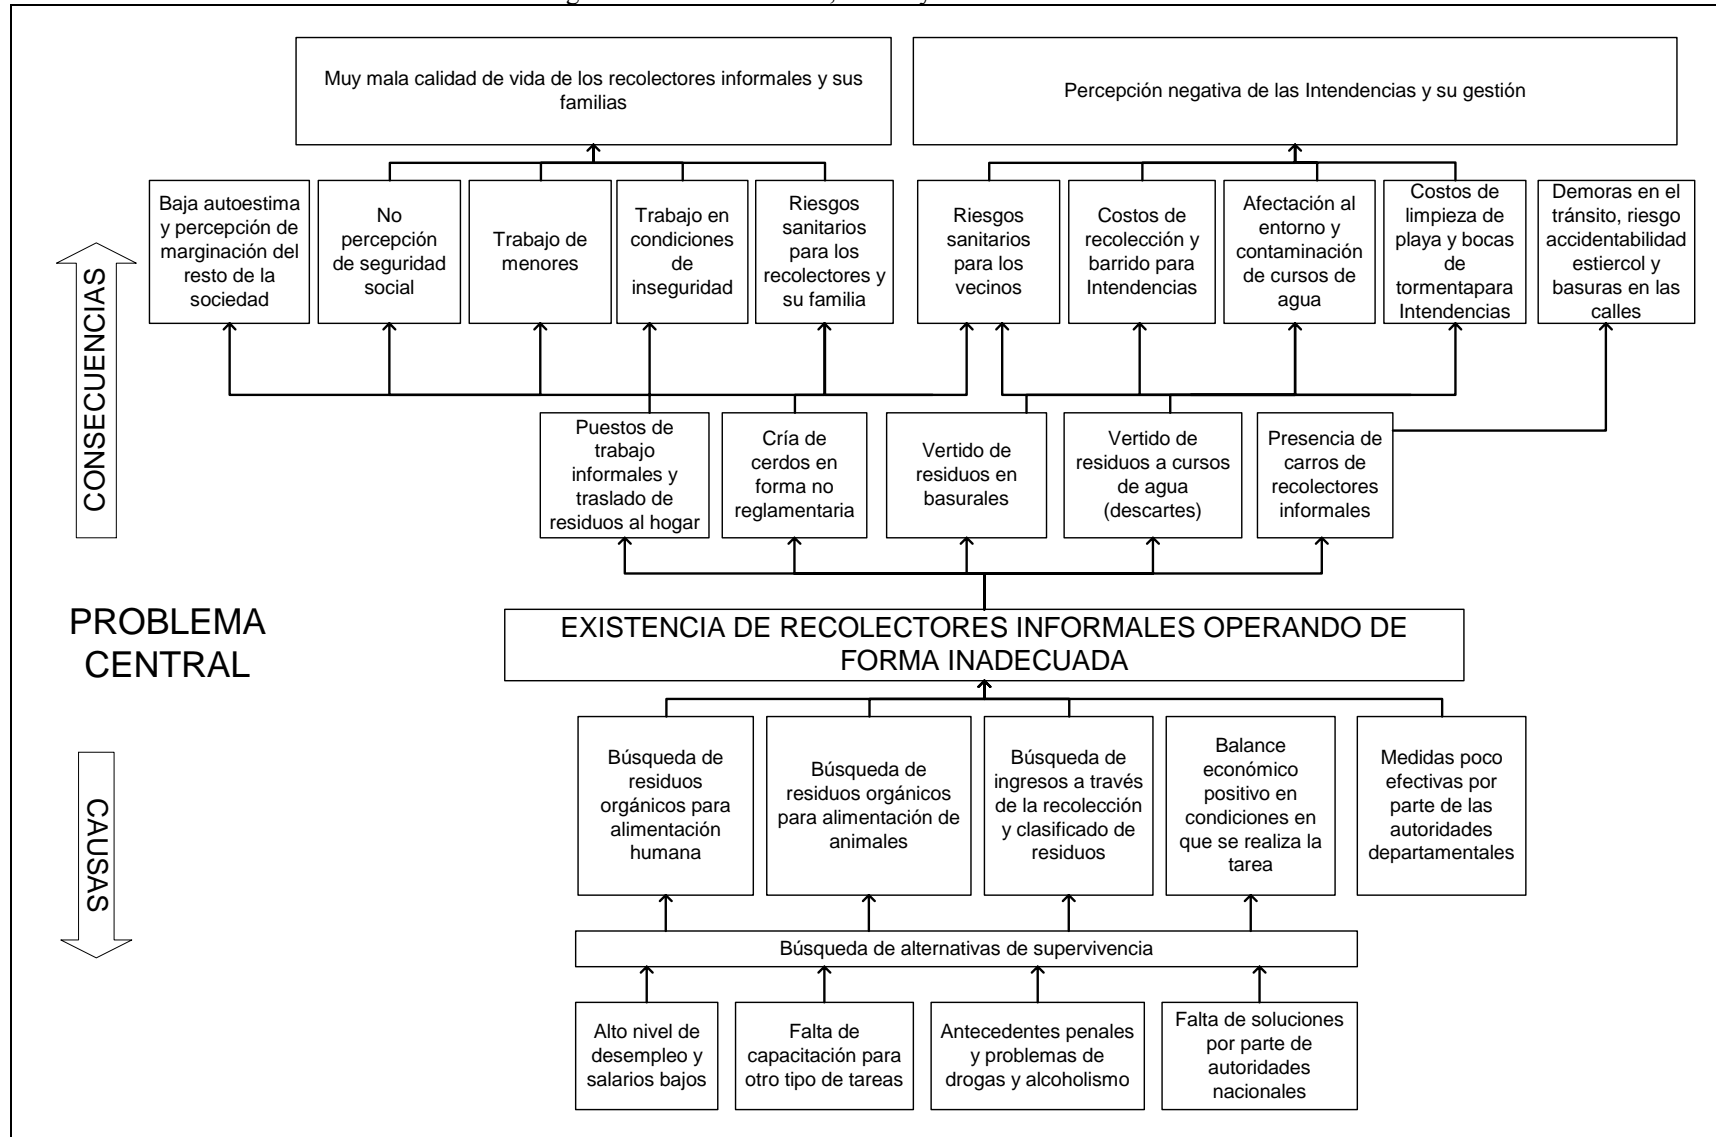 Muy mala calidad de vida de los recolectores informales y sus
familias
Percepción negativa de las Intendencias y su gestión
Baja autoestima
y percepción de
marginación del
resto de la
sociedad
No
percepción
de seguridad
social
Trabajo de
menores
Trabajo en
condiciones
de
inseguridad
Riesgos
sanitarios
para los
recolectores y
su familia
Riesgos
sanitarios
para los
vecinos
Costos de
recolección y
barrido para
Intendencias
Afectación al
entorno y
contaminación
de cursos de
agua
Costos de
limpieza de
playa y bocas
de
tormentapara
Intendencias
Demoras en el
tránsito, riesgo
accidentabilidad
estiercol y
basuras en las
calles
CONSECUENCIAS
Puestos de
trabajo
informales y
traslado de
residuos al hogar
Cría de
cerdos en
forma no
reglamentaria
Vertido de
residuos en
basurales
Vertido de
residuos a cursos
de agua
(descartes)
Presencia de
carros de
recolectores
informales
PROBLEMA
CENTRAL
EXISTENCIA DE RECOLECTORES INFORMALES OPERANDO DE
FORMA INADECUADA
CAUSAS
Búsqueda de
residuos
orgánicos para
alimentación
humana
Búsqueda de
residuos orgánicos
para alimentación de
animales
Búsqueda de
ingresos a través
de la recolección
y clasificado de
residuos
Balance
económico
positivo en
condiciones en
que se realiza la
tarea
Medidas poco
efectivas por
parte de las
autoridades
departamentales
Búsqueda de alternativas de supervivencia
Alto nivel de
desempleo y
salarios bajos
Falta de
capacitación para
otro tipo de tareas
Antecedentes penales
y problemas de
drogas y alcoholismo
Falta de soluciones
por parte de
autoridades
nacionales